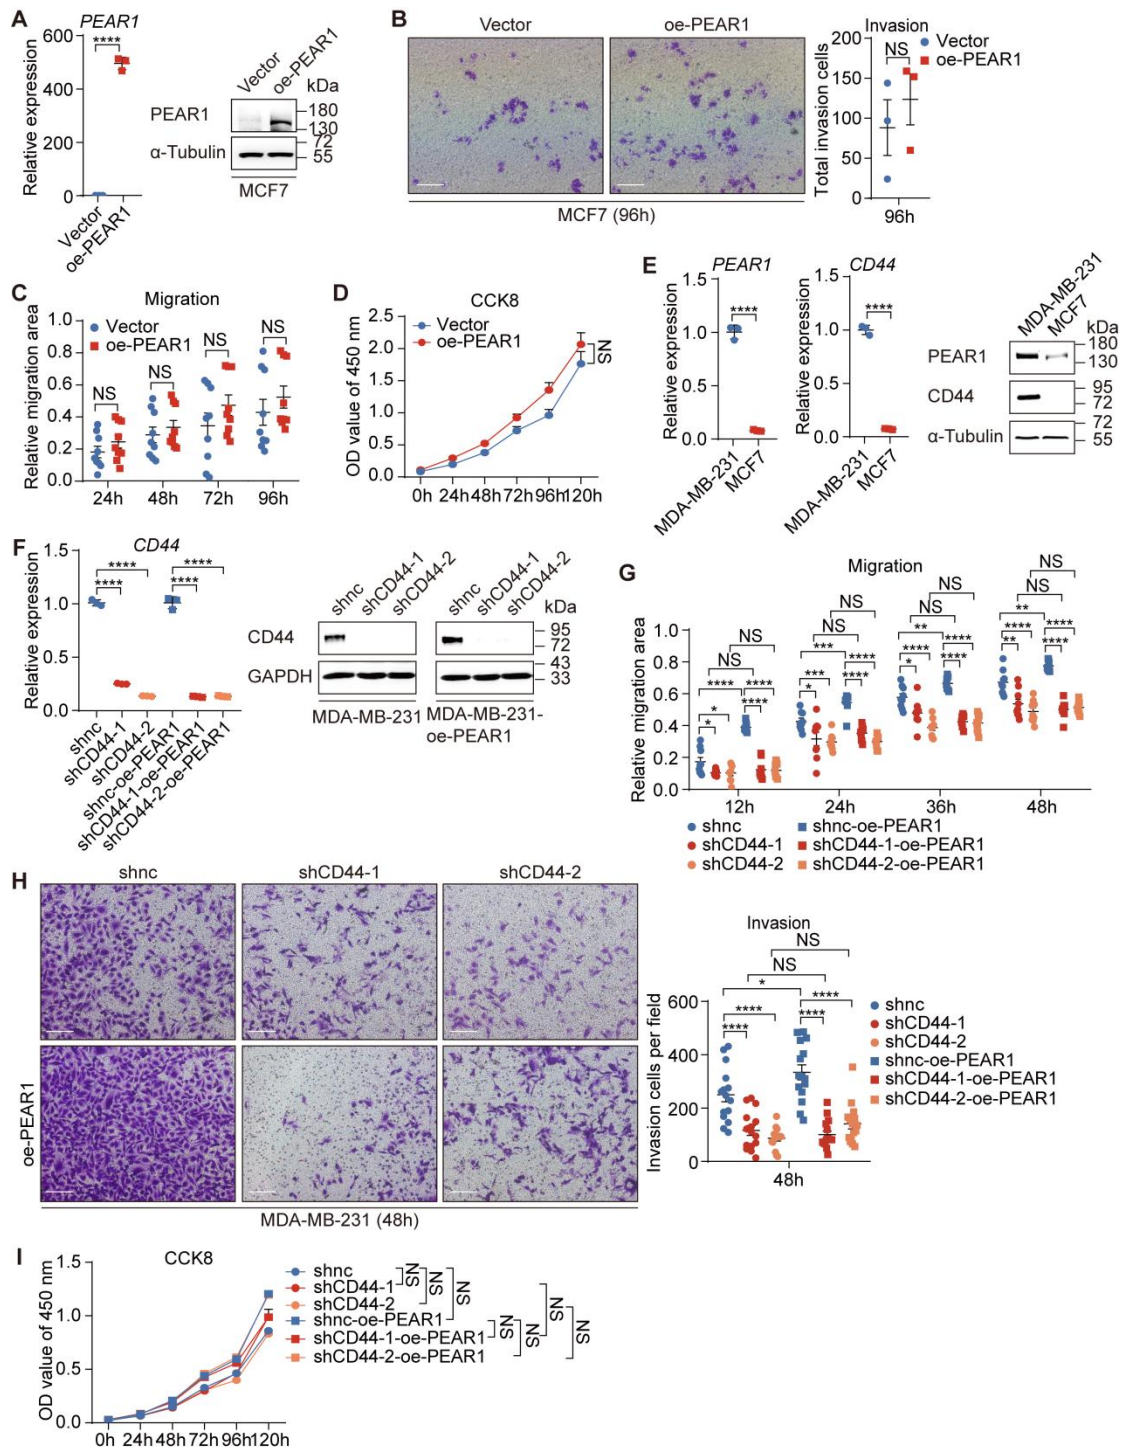 A
PEAR1
Relative expression
600
400
200
0
****
Vector
oe-PEAR1
Vector
oe-PEAR1
kDa
PEAR1
180
130
α-Tubulin
72
55
MCF7
B
Vector
oe-PEAR1
MCF7 (96h)
Invasion
Total invasion cells
200
150
100
50
0
NS
Vector
oe-PEAR1
96h
C
Migration
Relative migration area
1.0
0.8
0.6
0.4
0.2
0.0
Vector
oe-PEAR1
NS
NS
NS
NS
24h
48h
72h
96h
D
CCK8
OD value of 450 nm
2.5
2.0
1.5
1.0
0.5
0.0
Vector
oe-PEAR1
NS
0h 24h 48h 72h 96h 120h
E
PEAR1
Relative expression
1.5
1.0
0.5
0.0
****
MDA-MB-231
MCF7
CD44
Relative expression
1.5
1.0
0.5
0.0
****
MDA-MB-231
MCF7
MDA-MB-231
MCF7
kDa
PEAR1
180
130
CD44
95
72
α-Tubulin
72
55
F
CD44
Relative expression
1.5
1.0
0.5
0.0
****
****
****
****
shnc
shCD44-1
shCD44-2
shnc-oe-PEAR1
shCD44-1-oe-PEAR1
shCD44-2-oe-PEAR1
shnc
shCD44-1
shCD44-2
shnc
shCD44-1
shCD44-2
kDa
CD44
95
72
GAPDH
43
33
MDA-MB-231
MDA-MB-231-
oe-PEAR1
G
Migration
Relative migration area
1.0
0.8
0.6
0.4
0.2
0.0
NS
NS
****
****
*
*
****
NS
NS
***
***
*
****
****
NS
NS
**
****
*
****
****
NS
NS
**
****
**
****
****
12h
24h
36h
48h
shnc
shCD44-1
shCD44-2
shnc-oe-PEAR1
shCD44-1-oe-PEAR1
shCD44-2-oe-PEAR1
H
shnc
shCD44-1
shCD44-2
oe-PEAR1
MDA-MB-231 (48h)
Invasion
Invasion cells per field
600
400
200
0
NS
NS
*
****
****
****
****
48h
shnc
shCD44-1
shCD44-2
shnc-oe-PEAR1
shCD44-1-oe-PEAR1
shCD44-2-oe-PEAR1
I
CCK8
OD value of 450 nm
1.5
1.0
0.5
0.0
0h 24h 48h 72h 96h 120h
shnc
shCD44-1
shCD44-2
shnc-oe-PEAR1
shCD44-1-oe-PEAR1
shCD44-2-oe-PEAR1
NS
NS
NS
NS
NS
NS
NS